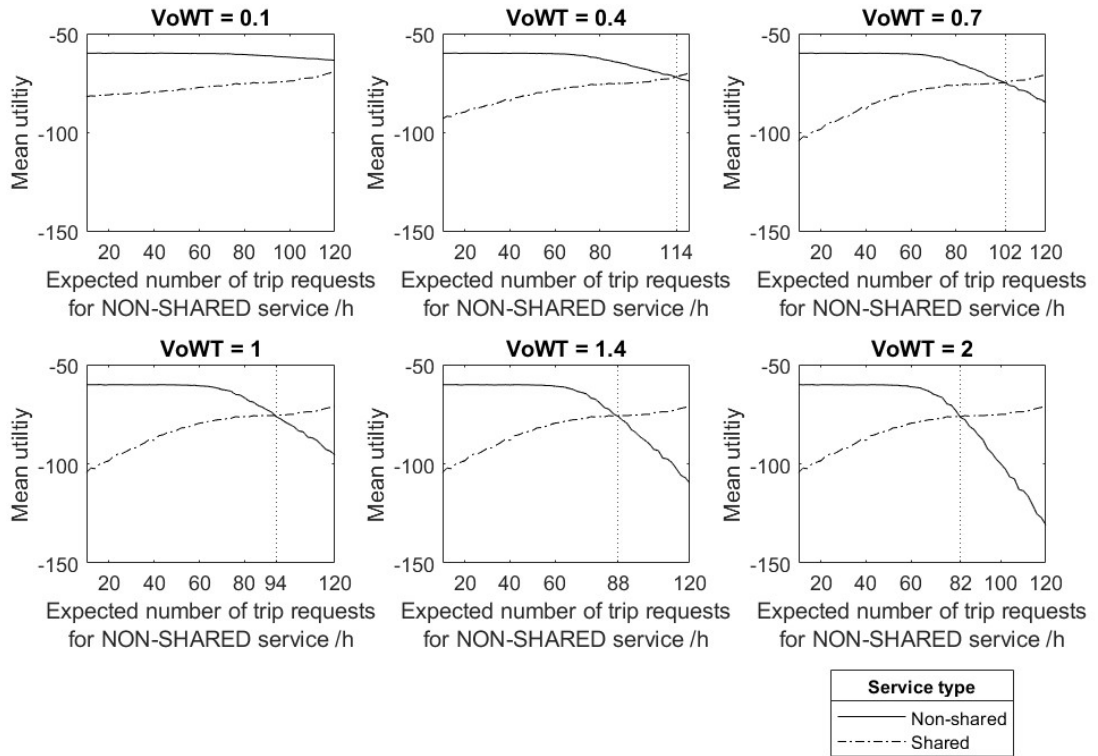 VoWT = 0.1
VoWT = 0.4
VoWT = 0.7
-50
-100
-150
Mean utiltiy
20 40 60 80 100 120
Expected number of trip requests
for NON-SHARED service /h
-50
-100
-150
Mean utiltiy
20 40 60 80 114
Expected number of trip requests
for NON-SHARED service /h
-50
-100
-150
Mean utiltiy
20 40 60 80 102 120
Expected number of trip requests
for NON-SHARED service /h
VoWT = 1
VoWT = 1.4
VoWT = 2
-50
-100
-150
Mean utiltiy
20 40 60 80 94 120
Expected number of trip requests
for NON-SHARED service /h
-50
-100
-150
Mean utiltiy
20 40 60 88 120
Expected number of trip requests
for NON-SHARED service /h
-50
-100
-150
Mean utiltiy
20 40 60 82 100 120
Expected number of trip requests
for NON-SHARED service /h
Service type
Non-shared
Shared